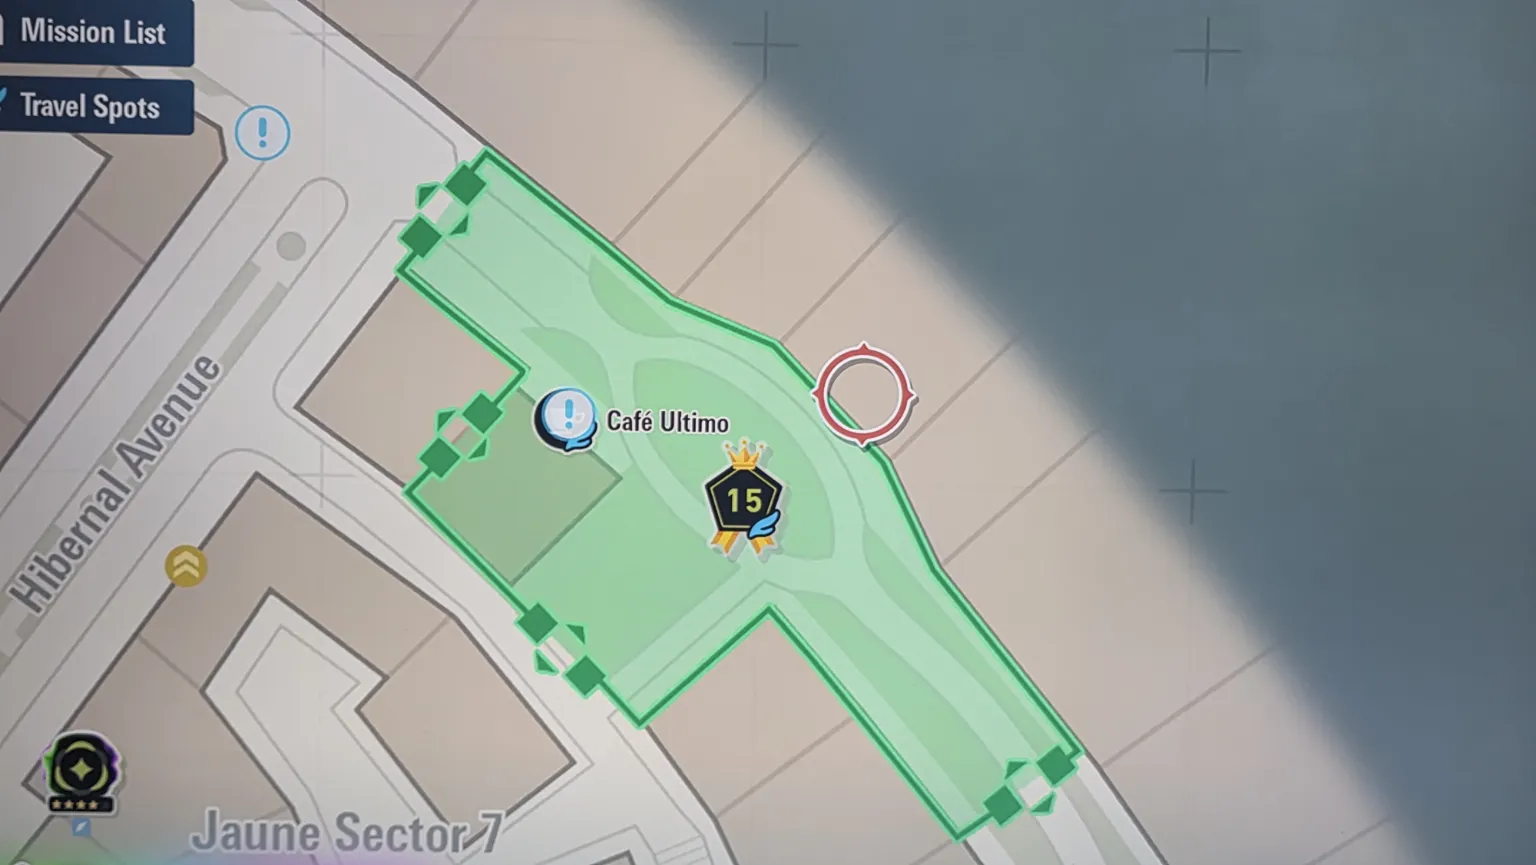 Mission List
Travel Spots
Café Ultimo
15
Hibernal Avenue
Jaune Sector 7